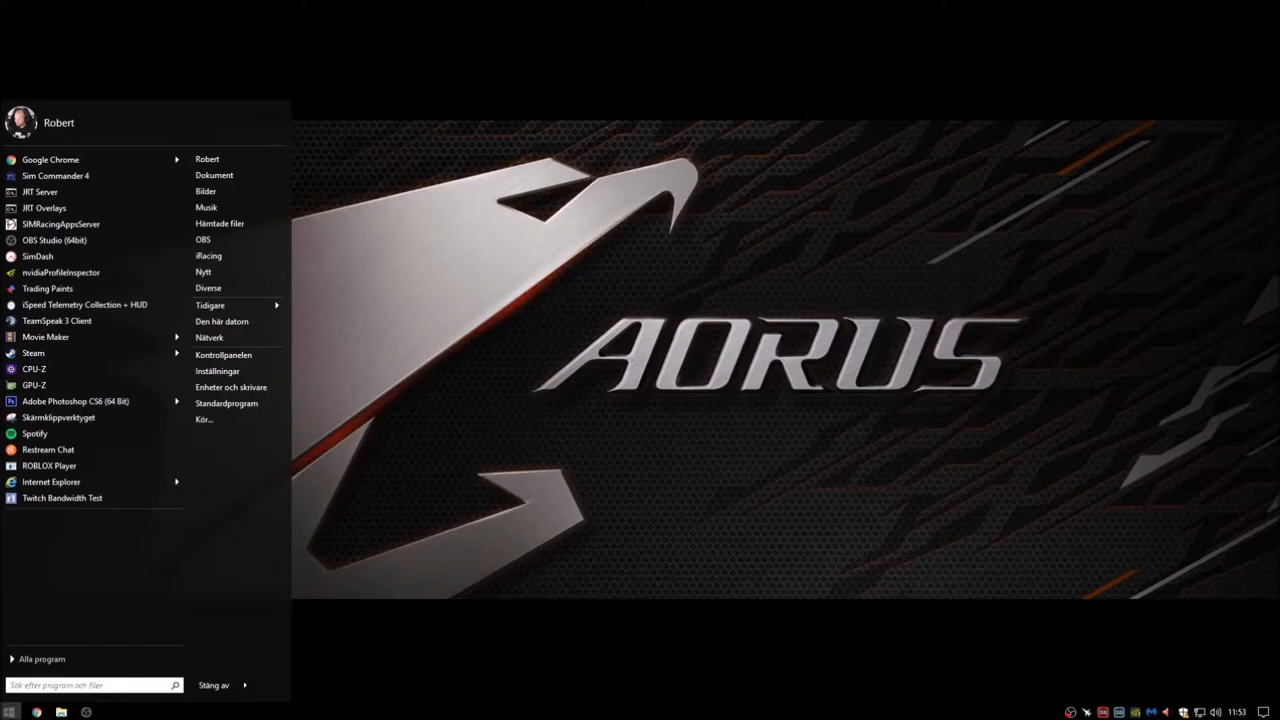 Robert
Google Chrome
Sim Commander 4
JRT Server
JRT Overlays
SIMRacingAppsServer
OBS Studio (64bit)
SimDash
nvidiaProfileInspector
Trading Paints
iSpeed Telemetry Collection + HUD
TeamSpeak 3 Client
Movie Maker
Steam
CPU-Z
GPU-Z
Adobe Photoshop CS6 (64 Bit)
Skärmklippverktyget
Spotify
Restream Chat
ROBLOX Player
Internet Explorer
Twitch Bandwidth Test
Alla program
Sök efter program och filer
Robert
Dokument
Bilder
Musik
Hämtade filer
OBS
iRacing
Nytt
Diverse
Tidigare
Den här datorn
Nätverk
Kontrollpanelen
Inställningar
Enheter och skrivare
Standardprogram
Kör...
Stäng av
AORUS
11:53